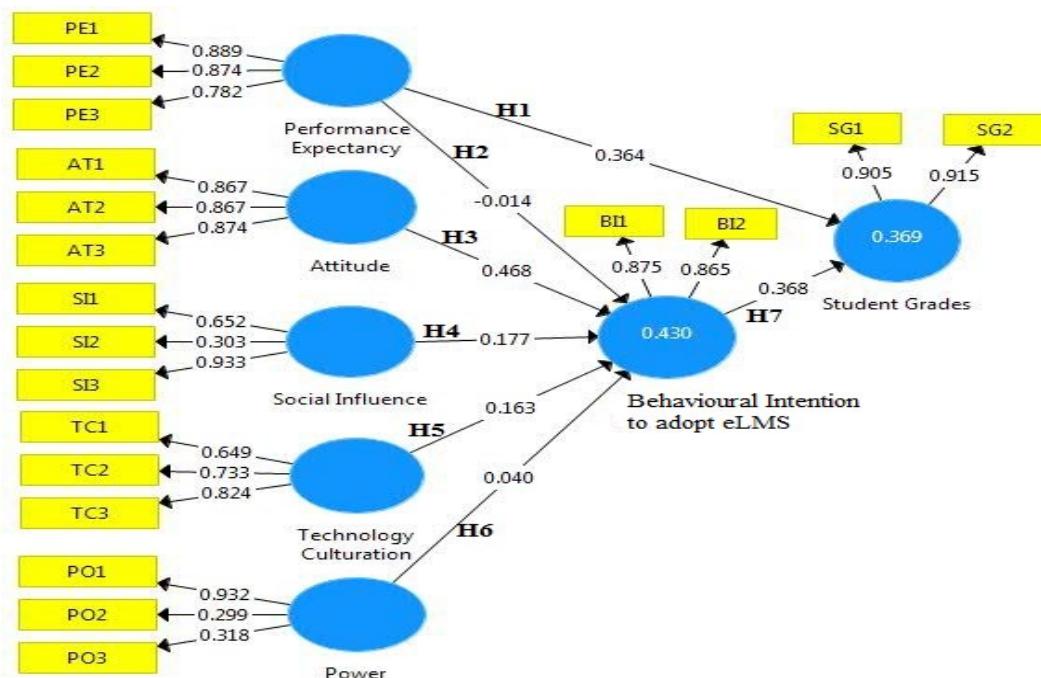 PE1
0.889
PE2
0.874
PE3
0.782
Performance
Expectancy
H1
0.364
H2
-0.014
AT1
0.867
AT2
0.867
AT3
0.874
Attitude
H3
0.468
SI1
0.652
SI2
0.303
SI3
0.933
Social Influence
H4
0.177
TC1
0.649
TC2
0.733
TC3
0.824
Technology
Culturation
H5
0.163
PO1
0.932
PO2
0.299
PO3
0.318
Power
H6
0.040
BI1
BI2
0.875
0.865
0.430
Behavioural Intention
to adopt eLMS
H7
0.368
SG1
SG2
0.905
0.915
0.369
Student Grades